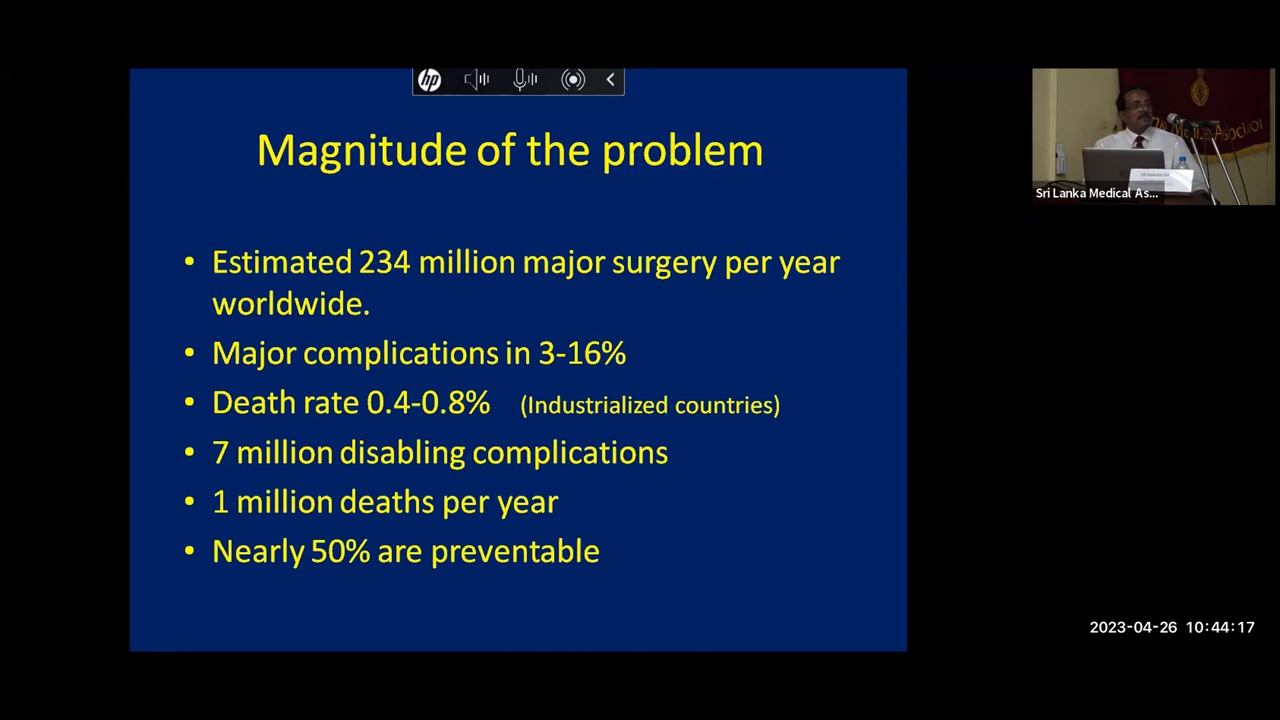 hp
Magnitude of the problem
• Estimated 234 million major surgery per year
worldwide.
• Major complications in 3-16%
• Death rate 0.4-0.8% (Industrialized countries)
• 7 million disabling complications
• 1 million deaths per year
• Nearly 50% are preventable
Sri Lanka Medical As...
2023-04-26 10:44:17